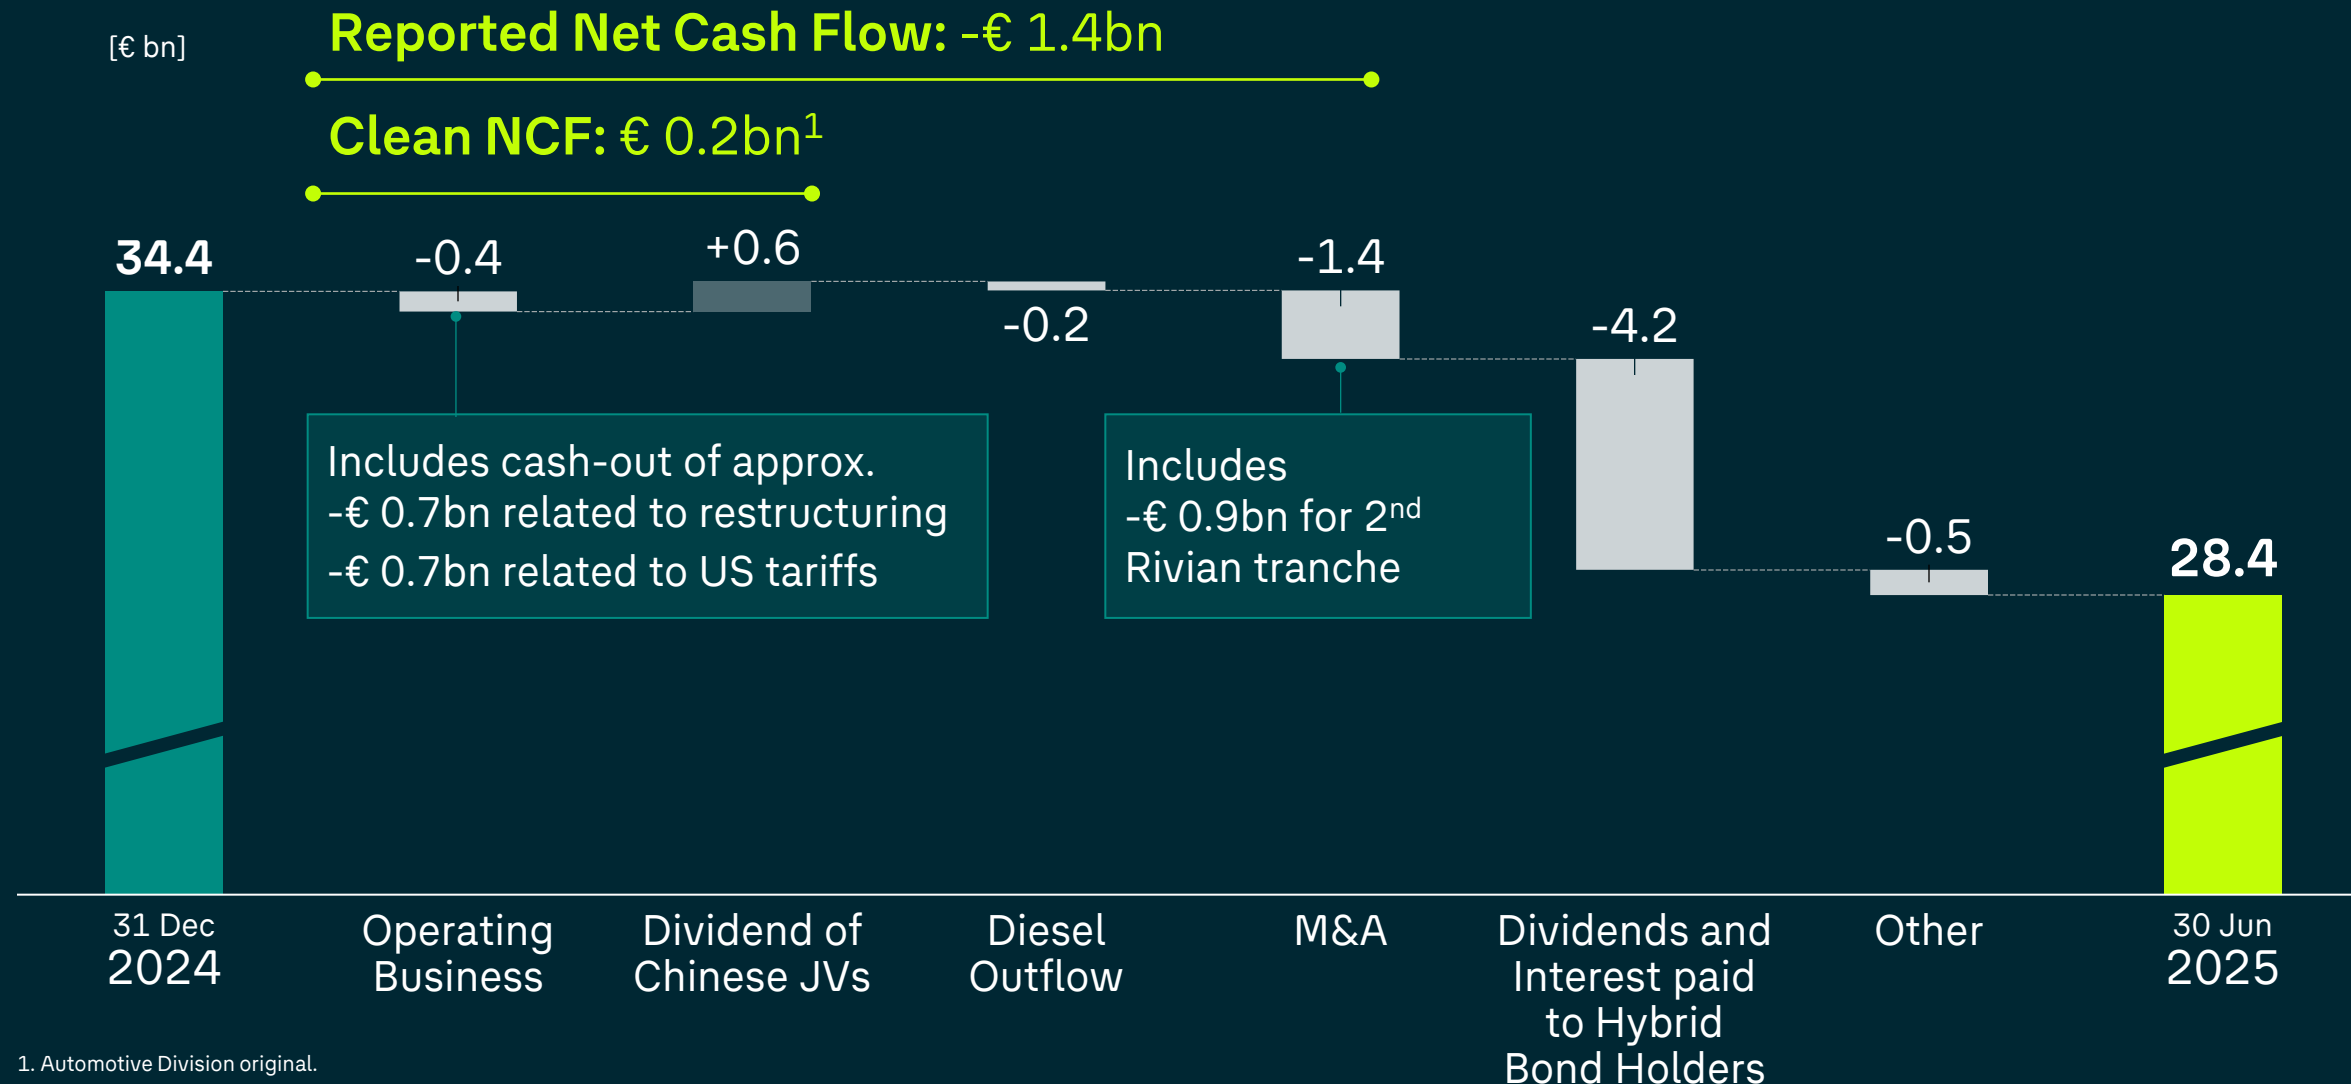 [€ bn]
Reported Net Cash Flow: -€ 1.4bn
Clean NCF: € 0.2bn¹
34.4
-0.4
+0.6
-0.2
-1.4
-4.2
-0.5
28.4
Includes cash-out of approx.
-€ 0.7bn related to restructuring
-€ 0.7bn related to US tariffs
Includes
-€ 0.9bn for 2nd
Rivian tranche
31 Dec
2024
Operating
Business
Dividend of
Chinese JVs
Diesel
Outflow
M&A
Dividends and
Interest paid
to Hybrid
Bond Holders
Other
30 Jun
2025
1. Automotive Division original.